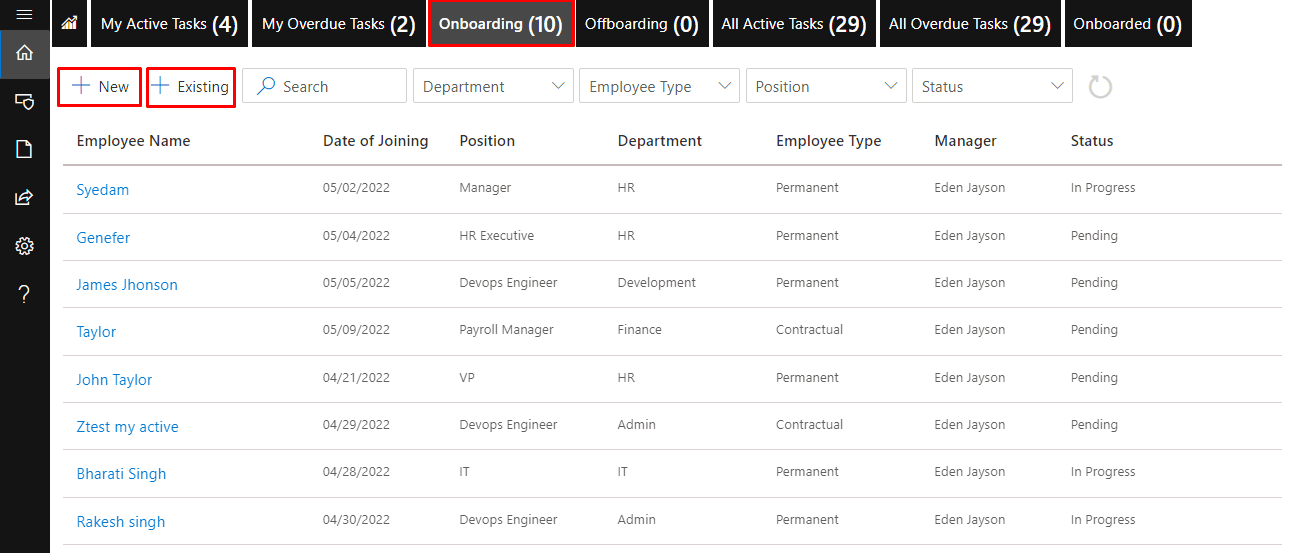 My Active Tasks (4) My Overdue Tasks (2) Onboarding (10) Offboarding (0) All Active Tasks (29) All Overdue Tasks (29) Onboarded (0)
New Existing Search Department Employee Type Position Status
Employee Name Date of Joining Position Department Employee Type Manager Status
Syedam 05/02/2022 Manager HR Permanent Eden Jayson In Progress
Genefer 05/04/2022 HR Executive HR Permanent Eden Jayson Pending
James Jhonson 05/05/2022 Devops Engineer Development Permanent Eden Jayson Pending
Taylor 05/09/2022 Payroll Manager Finance Contractual Eden Jayson Pending
John Taylor 04/21/2022 VP HR Permanent Eden Jayson Pending
Ztest my active 04/29/2022 Devops Engineer Admin Contractual Eden Jayson Pending
Bharati Singh 04/28/2022 IT IT Permanent Eden Jayson In Progress
Rakesh singh 04/30/2022 Devops Engineer Admin Permanent Eden Jayson In Progress